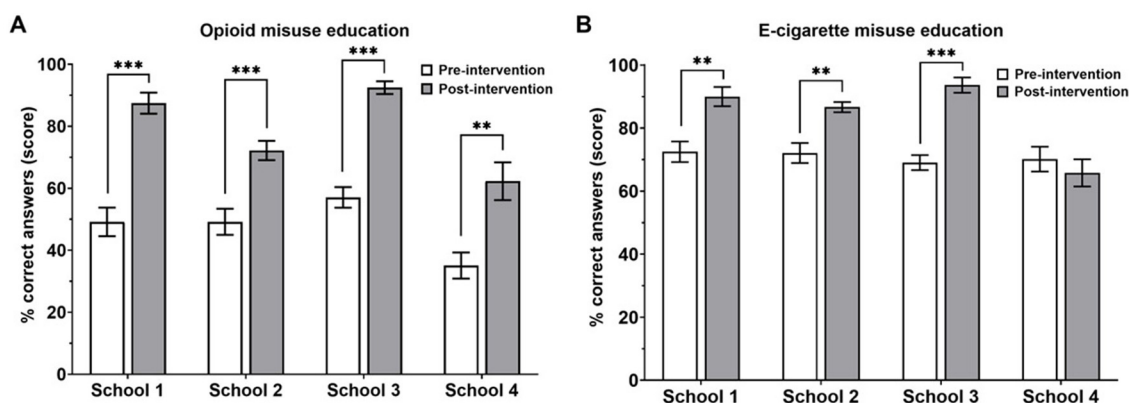 A
Opioid misuse education
% correct answers (score)
100
80
60
40
20
0
***
***
***
**
Pre-intervention
Post-intervention
School 1
School 2
School 3
School 4
B
E-cigarette misuse education
% correct answers (score)
100
80
60
40
20
0
**
**
***
Pre-intervention
Post-intervention
School 1
School 2
School 3
School 4